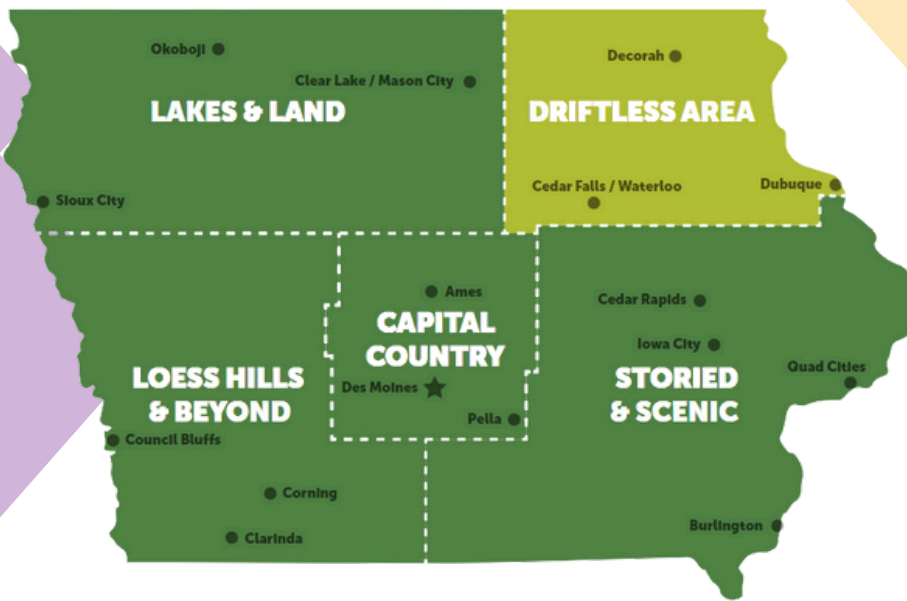 Okoboji
Decorah
Clear Lake / Mason City
LAKES & LAND
DRIFTLESS AREA
Cedar Falls / Waterloo
Dubuque
Sioux City
Ames
Cedar Rapids
CAPITAL
COUNTRY
Iowa City
Quad Cities
LOESS HILLS
& BEYOND
Des Moines
STORIED
& SCENIC
Pella
Council Bluffs
Corning
Burlington
Clarinda